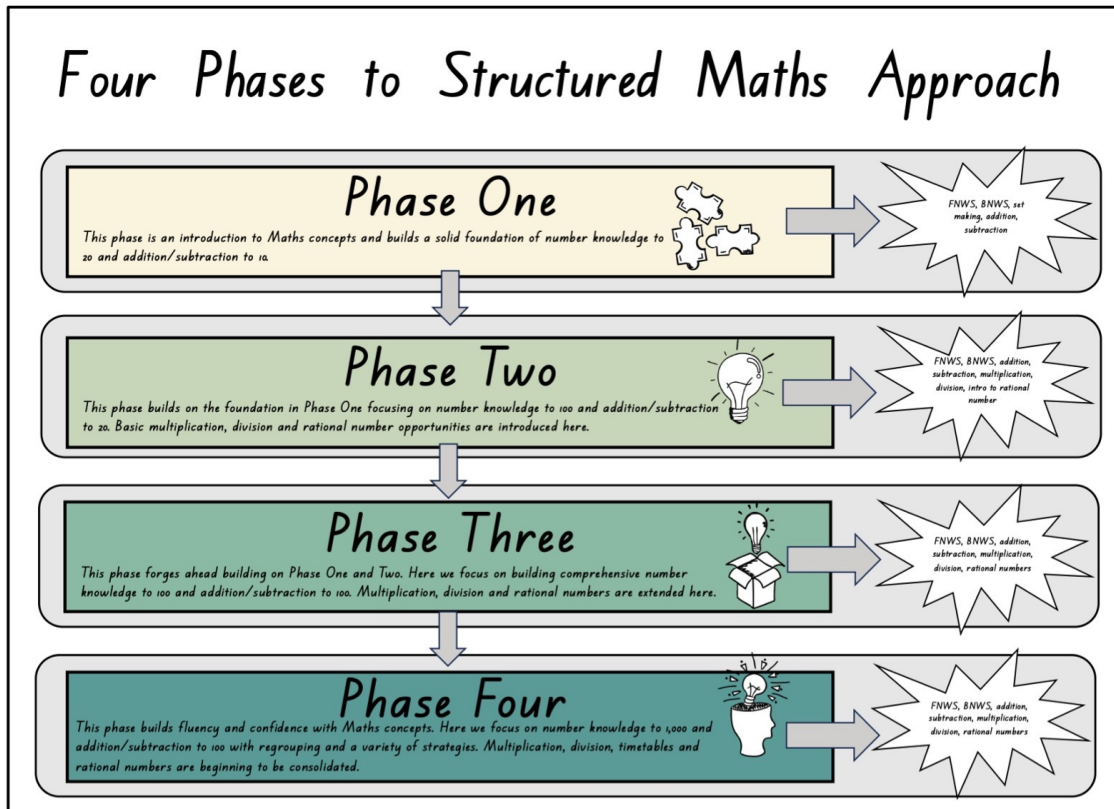 Four Phases to Structured Maths Approach
Phase One
This phase is an introduction to Maths concepts and builds a solid foundation of number knowledge to
20 and addition/subtraction to 10.
FNWS, BNWS, set
making, addition,
subtraction
Phase Two
This phase builds on the foundation in Phase One focusing on number knowledge to 100 and addition/subtraction
to 20. Basic multiplication, division and rational number opportunities are introduced here.
FNWS, BNWS, addition,
subtraction, multiplication,
division, intro to rational
number
Phase Three
This phase forges ahead building on Phase One and Two. Here we focus on building comprehensive number
knowledge to 100 and addition/subtraction to 100. Multiplication, division and rational numbers are extended here.
FNWS, BNWS, addition,
subtraction, multiplication,
division, rational numbers
Phase Four
This phase builds fluency and confidence with Maths concepts. Here we focus on number knowledge to 1,000 and
addition/subtraction to 100 with regrouping and a variety of strategies. Multiplication, division, timetables and
rational numbers are beginning to be consolidated.
FNWS, BNWS, addition,
subtraction, multiplication,
division, rational numbers